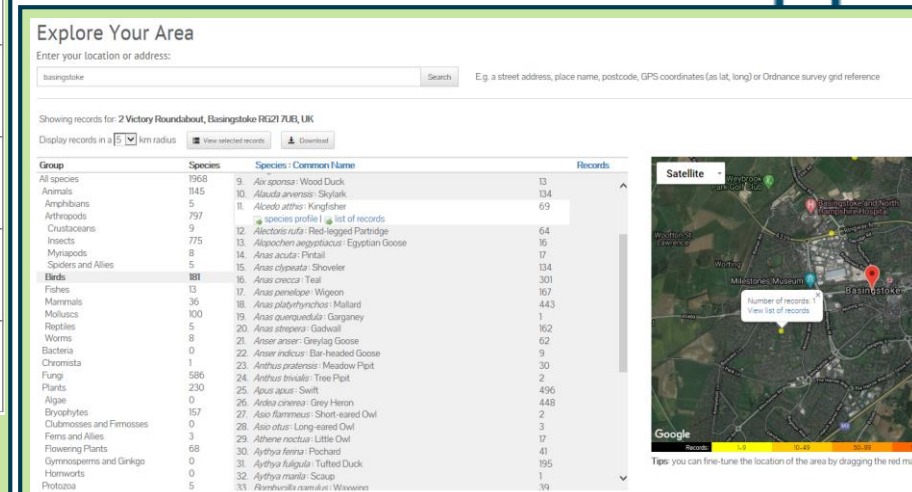 Explore Your Area
Enter your location or address:
basingstoke
Search
E.g. a street address, place name, postcode, GPS coordinates (as lat, long) or Ordnance survey grid reference
Showing records for: 2 Victory Roundabout, Basingstoke RG21 7UB, UK
Display records in a 5 km radius
View selected records
Download
Group Species
All species 1968
Animals 1145
Amphibians 5
Arthropods 797
Crustaceans 9
Insects 775
Myriapods 8
Spiders and Allies 5
Birds 181
Fishes 13
Mammals 36
Molluscs 100
Reptiles 5
Worms 8
Bacteria 0
Chromista 1
Fungi 586
Plants 230
Algae 0
Bryophytes 157
Clubmosses and Firmosses 0
Ferns and Allies 3
Flowering Plants 68
Gymnosperms and Ginkgo 0
Hornworts 0
Protozoa 5
Species : Common Name Records
9. Aix sponsa : Wood Duck 13
10. Alauda arvensis : Skylark 134
11. Alcedo atthis : Kingfisher 69
species profile | list of records
12. Alectoris rufa : Red-legged Partridge 64
13. Alopochen aegyptiacus : Egyptian Goose 16
14. Anas acuta : Pintail 17
15. Anas clypeata : Shoveler 134
16. Anas crecca : Teal 301
17. Anas penelope : Wigeon 167
18. Anas platyrhynchos : Mallard 443
19. Anas querquedula : Garganey 1
20. Anas strepera : Gadwall 162
21. Anser anser : Greylag Goose 62
22. Anser indicus : Bar-headed Goose 9
23. Anthus pratensis : Meadow Pipit 30
24. Anthus trivialis : Tree Pipit 2
25. Apus apus : Swift 496
26. Ardea cinerea : Grey Heron 448
27. Asio flammeus : Short-eared Owl 2
28. Asio otus : Long-eared Owl 3
29. Athene noctua : Little Owl 17
30. Aythya ferina : Pochard 41
31. Aythya fuligula : Tufted Duck 195
32. Aythya marila : Scaup 1
33. Bombycilla garrulus : Waxwing 39
Satellite
Weybrook Park Golf Club
Basingstoke and North Hampshire Hospital
Wootton St Lawrence
Worting
Milestones Museum
Basingstoke
Number of records: 1
View list of records
Google
Records: 1-9 10-49 50-99
Tips: you can fine-tune the location of the area by dragging the red ma